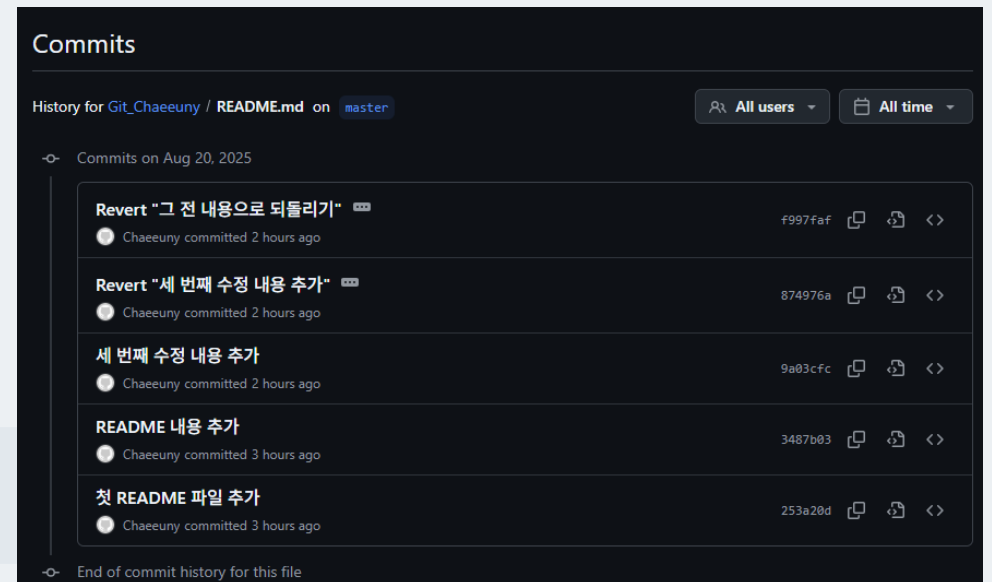 Commits
History for Git_Chaeeuny / README.md on master
All users
All time
Commits on Aug 20, 2025
Revert "그 전 내용으로 되돌리기"
Chaeeuny committed 2 hours ago
f997faf
Revert "세 번째 수정 내용 추가"
Chaeeuny committed 2 hours ago
874976a
세 번째 수정 내용 추가
Chaeeuny committed 2 hours ago
9a03cfc
README 내용 추가
Chaeeuny committed 3 hours ago
3487b03
첫 README 파일 추가
Chaeeuny committed 3 hours ago
253a20d
End of commit history for this file